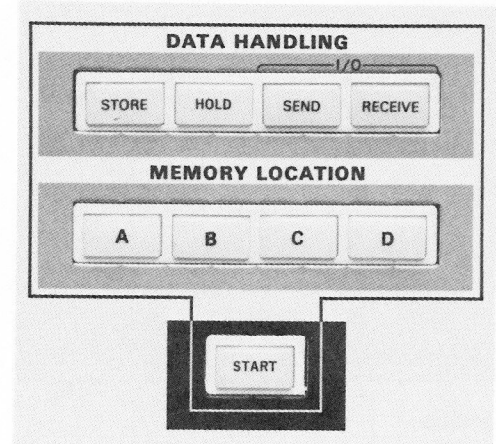 DATA HANDLING
I/O
STORE HOLD SEND RECEIVE
MEMORY LOCATION
A B C D
START